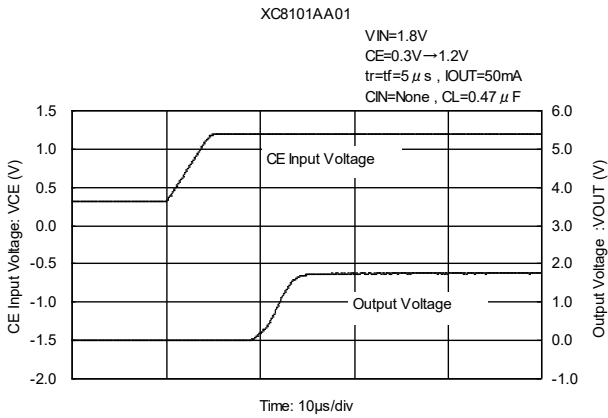 XC8101AA01
VIN=1.8V
CE=0.3V→1.2V
tr=tf=5μs , IOUT=50mA
CIN=None , CL=0.47μF
1.5
1.0
0.5
0.0
-0.5
-1.0
-1.5
-2.0
CE Input Voltage: VCE (V)
CE Input Voltage
Output Voltage
6.0
5.0
4.0
3.0
2.0
1.0
0.0
-1.0
Output Voltage :VOUT (V)
Time: 10μs/div